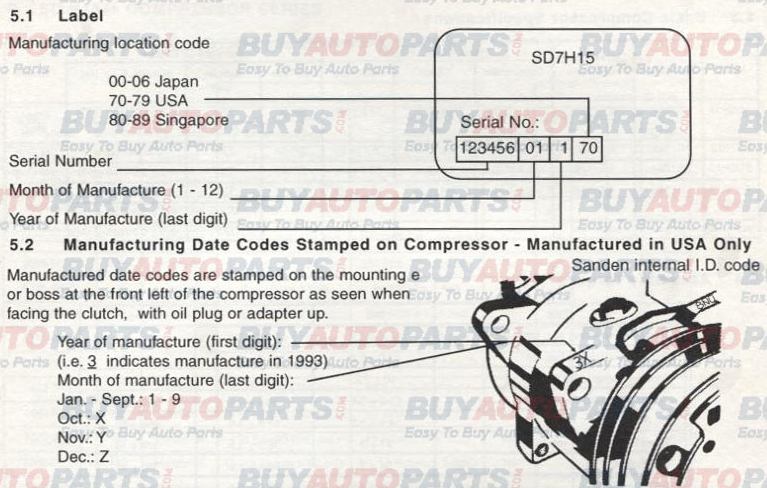 5.1 Label
Manufacturing location code
00-06 Japan
70-79 USA
80-89 Singapore
SD7H15
Serial No.:
123456 01 1 70
Serial Number
Month of Manufacture (1 - 12)
Year of Manufacture (last digit)
5.2 Manufacturing Date Codes Stamped on Compressor - Manufactured in USA Only
Sanden internal I.D. code
Manufactured date codes are stamped on the mounting e
or boss at the front left of the compressor as seen when
facing the clutch, with oil plug or adapter up.
Year of manufacture (first digit):
(i.e. 3 indicates manufacture in 1993)
Month of manufacture (last digit):
Jan. - Sept.: 1 - 9
Oct.: X
Nov.: Y
Dec.: Z
3X
BUYAUTOPARTS.COM
Easy To Buy Auto Parts